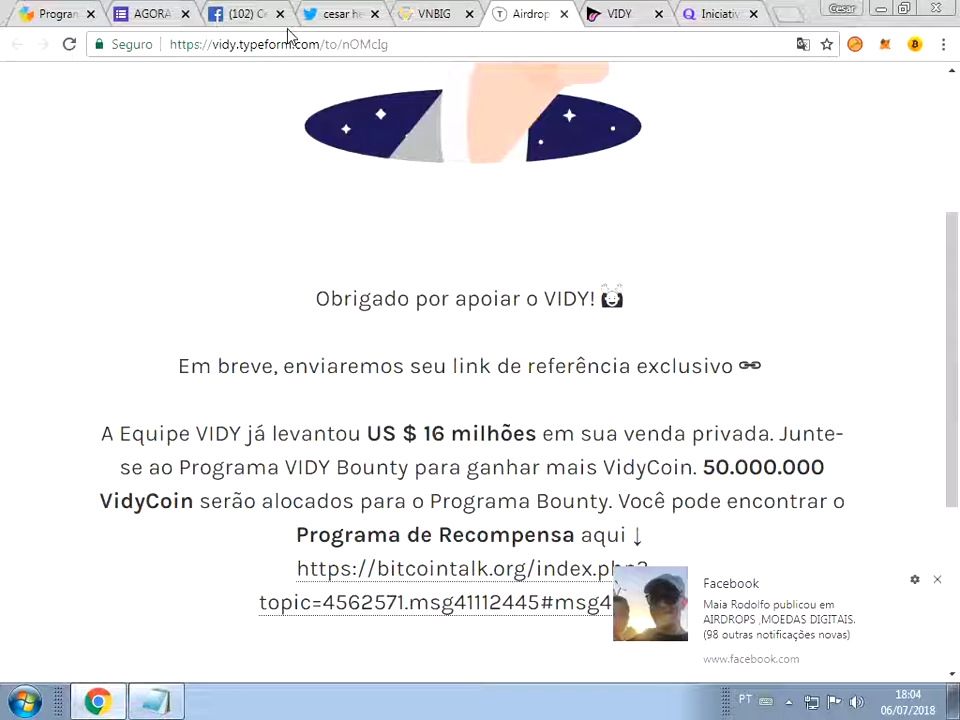 Progran
AGORA
(102) C
cesar he
VNBIG
Airdrop
VIDY
Iniciativ
Cesar
Seguro
https://vidy.typeform.com/to/nOMcIg
Obrigado por apoiar o VIDY!
Em breve, enviaremos seu link de referência exclusivo
A Equipe VIDY já levantou US $ 16 milhões em sua venda privada. Junte-
se ao Programa VIDY Bounty para ganhar mais VidyCoin. 50.000.000
VidyCoin serão alocados para o Programa Bounty. Você pode encontrar o
Programa de Recompensa aqui ↓
https://bitcointalk.org/index.php?
topic=4562571.msg41112445#msg4
Facebook
Maia Rodolfo publicou em
AIRDROPS ,MOEDAS DIGITAIS.
(98 outras notificações novas)
www.facebook.com
PT
18:04
06/07/2018